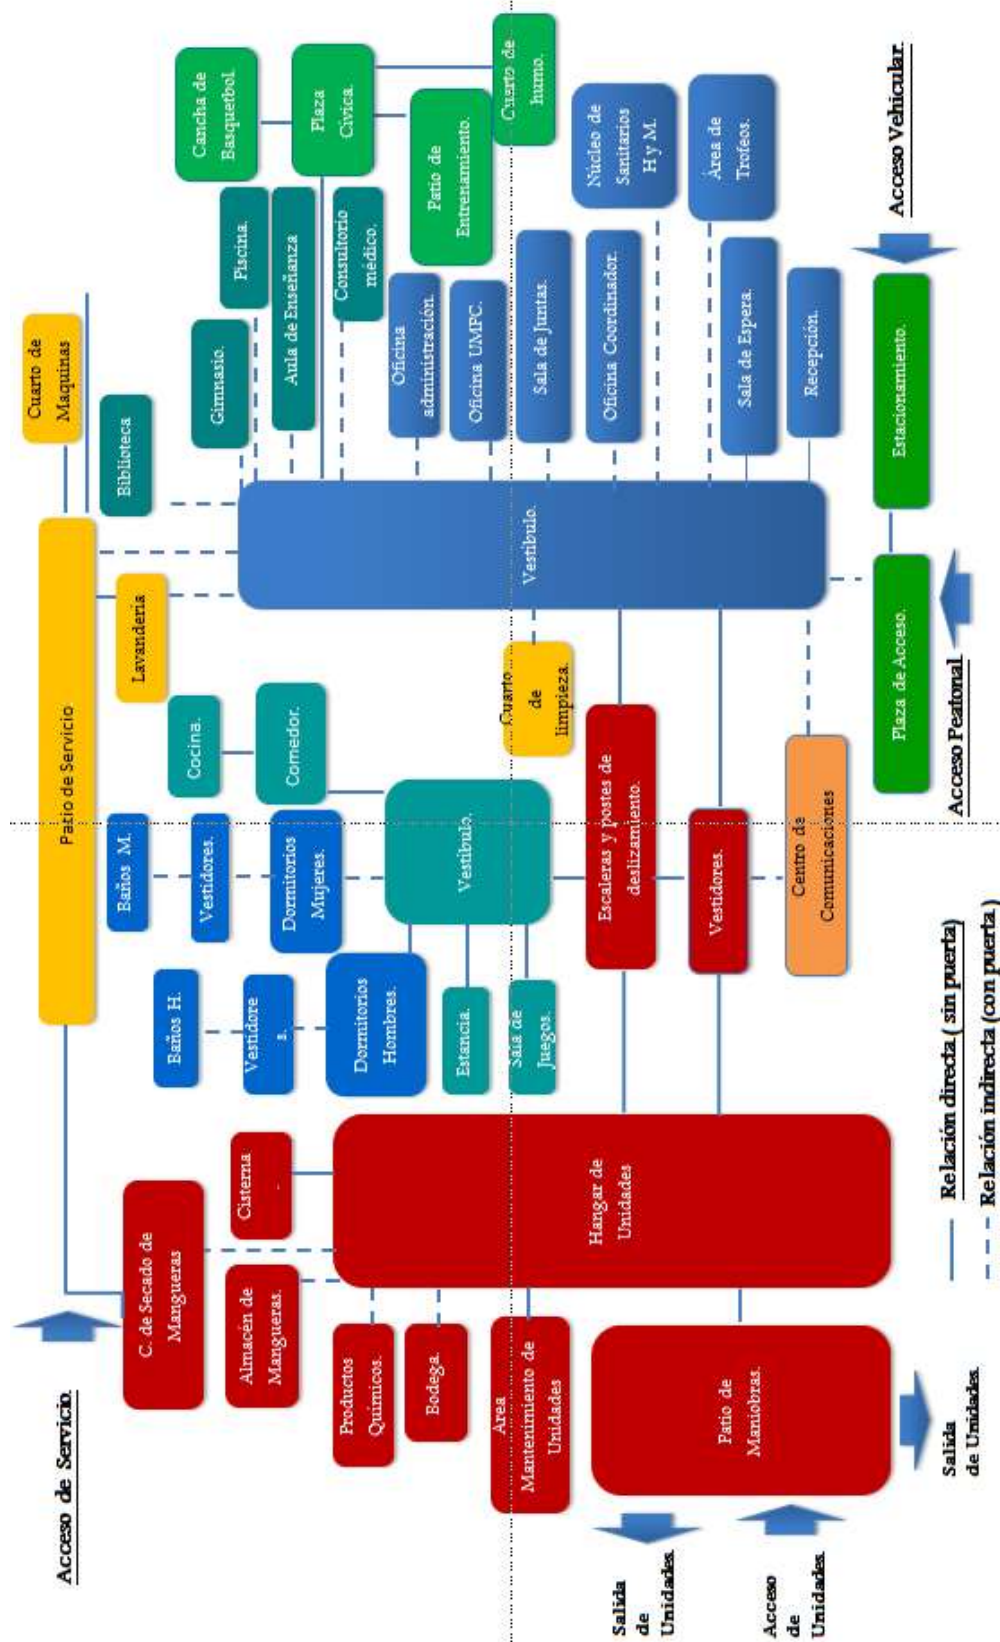 Acceso de Servicio.
Patio de Servicio
Cuarto de
Maquinas
C. de Secado de
Mangueras
Baños M.
Lavandería
Biblioteca
Baños H.
Vestidores.
Cocina.
Gimnasio.
Piscina.
Cancha de
Basquetbol.
Almacén de
Mangueras.
Cisterna
.
Vestidore
s.
Dormitorios
Mujeres.
Comedor.
Aula de Enseñanza
Plaza
Cívica.
Productos
Químicos.
Dormitorios
Hombres.
Consultorio
médico.
Bodega.
Oficina
administración.
Patio de
Entrenamiento.
Estancia.
Vestíbulo.
Oficina UMPC.
Área
Mantenimiento de
Unidades
Sala de
Juegos.
Cuarto
de
limpieza.
Vestíbulo.
Sala de Juntas.
Cuarto de
humo.
Hangar de
Unidades
Escaleras y postes de
deslizamiento.
Oficina Coordinador.
Núcleo de
Sanitarios
H y M.
Salida
de
Unidades.
Patio de
Maniobras.
Vestidores.
Sala de Espera.
Área de
Trofeos.
Acceso
de
Unidades.
Centro de
Comunicaciones
Recepción.
Plaza de Acceso.
Estacionamiento.
Acceso Vehicular.
Salida
de Unidades.
Relación directa ( sin puerta)
Acceso Peatonal.
Relación indirecta (con puerta )